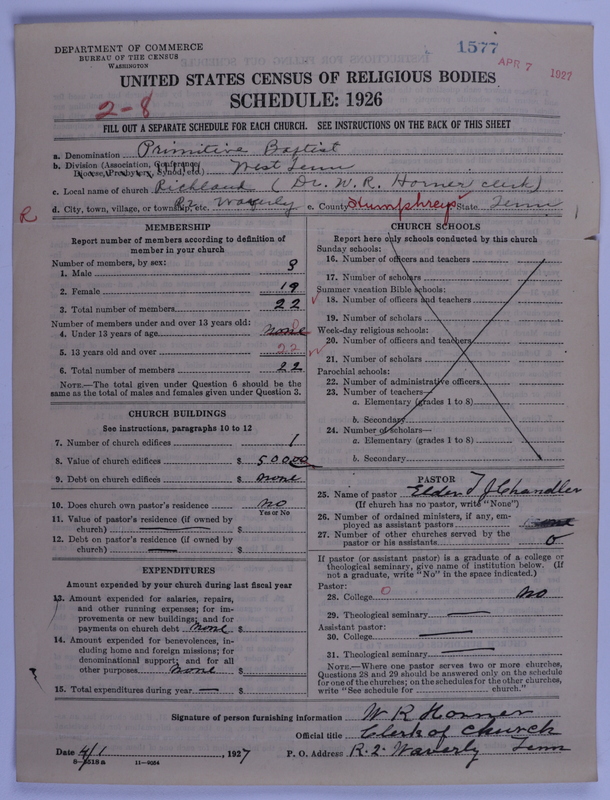 DEPARTMENT OF COMMERCE
BUREAU OF THE CENSUS
WASHINGTON
1577
APR 7 1927
UNITED STATES CENSUS OF RELIGIOUS BODIES
2-8
SCHEDULE: 1926
FILL OUT A SEPARATE SCHEDULE FOR EACH CHURCH. SEE INSTRUCTIONS ON THE BACK OF THIS SHEET
a. Denomination Primitive Baptist
b. Division (Association, Conference, Diocese, Presbytery, Synod, etc.) West Tenn
c. Local name of church Richland (Dr. W. R. Horner clerk)
R d. City, town, village, or township, etc. R2 Waverly e. County Humphreys State Tenn
MEMBERSHIP
Report number of members according to definition of
member in your church
Number of members, by sex:
1. Male 3
2. Female 19
3. Total number of members 22
Number of members under and over 13 years old:
4. Under 13 years of age none 0
5. 13 years old and over 22
6. Total number of members 22
NOTE.—The total given under Question 6 should be the
same as the total of males and females given under Question 3.
CHURCH BUILDINGS
See instructions, paragraphs 10 to 12
7. Number of church edifices 1
8. Value of church edifices $ 500.00
9. Debt on church edifices $ none
10. Does church own pastor's residence no
Yes or No
11. Value of pastor's residence (if owned by
church) — $
12. Debt on pastor's residence (if owned by
church) — $
EXPENDITURES
Amount expended by your church during last fiscal year
13. Amount expended for salaries, repairs,
and other running expenses; for im-
provements or new buildings; and for
payments on church debt none $
14. Amount expended for benevolences, in-
cluding home and foreign missions; for
denominational support; and for all
other purposes none $
15. Total expenditures during year — $
CHURCH SCHOOLS
Report here only schools conducted by this church
Sunday schools:
16. Number of officers and teachers
17. Number of scholars
Summer vacation Bible schools:
18. Number of officers and teachers
19. Number of scholars
Week-day religious schools:
20. Number of officers and teachers
21. Number of scholars
Parochial schools:
22. Number of administrative officers
23. Number of teachers—
a. Elementary (grades 1 to 8)
b. Secondary
24. Number of scholars—
a. Elementary (grades 1 to 8)
b. Secondary
PASTOR
25. Name of pastor Elder T J Chandler
(If church has no pastor, write "None")
26. Number of ordained ministers, if any, em-
ployed as assistant pastors
27. Number of other churches served by the
pastor or his assistants 0
If pastor (or assistant pastor) is a graduate of a college or
theological seminary, give name of institution below. (If
not a graduate, write "No" in the space indicated.)
Pastor:
28. College 0 no
29. Theological seminary —
Assistant pastor:
30. College —
31. Theological seminary —
NOTE.—Where one pastor serves two or more churches,
Questions 28 and 29 should be answered only on the schedule
for one of the churches; on the schedules for the other churches,
write "See schedule for church."
Signature of person furnishing information W R Horner
Official title Clerk of Church
Date 4/1, 1927 P. O. Address R. 2. Waverly Tenn
8—5518 a 11—9054